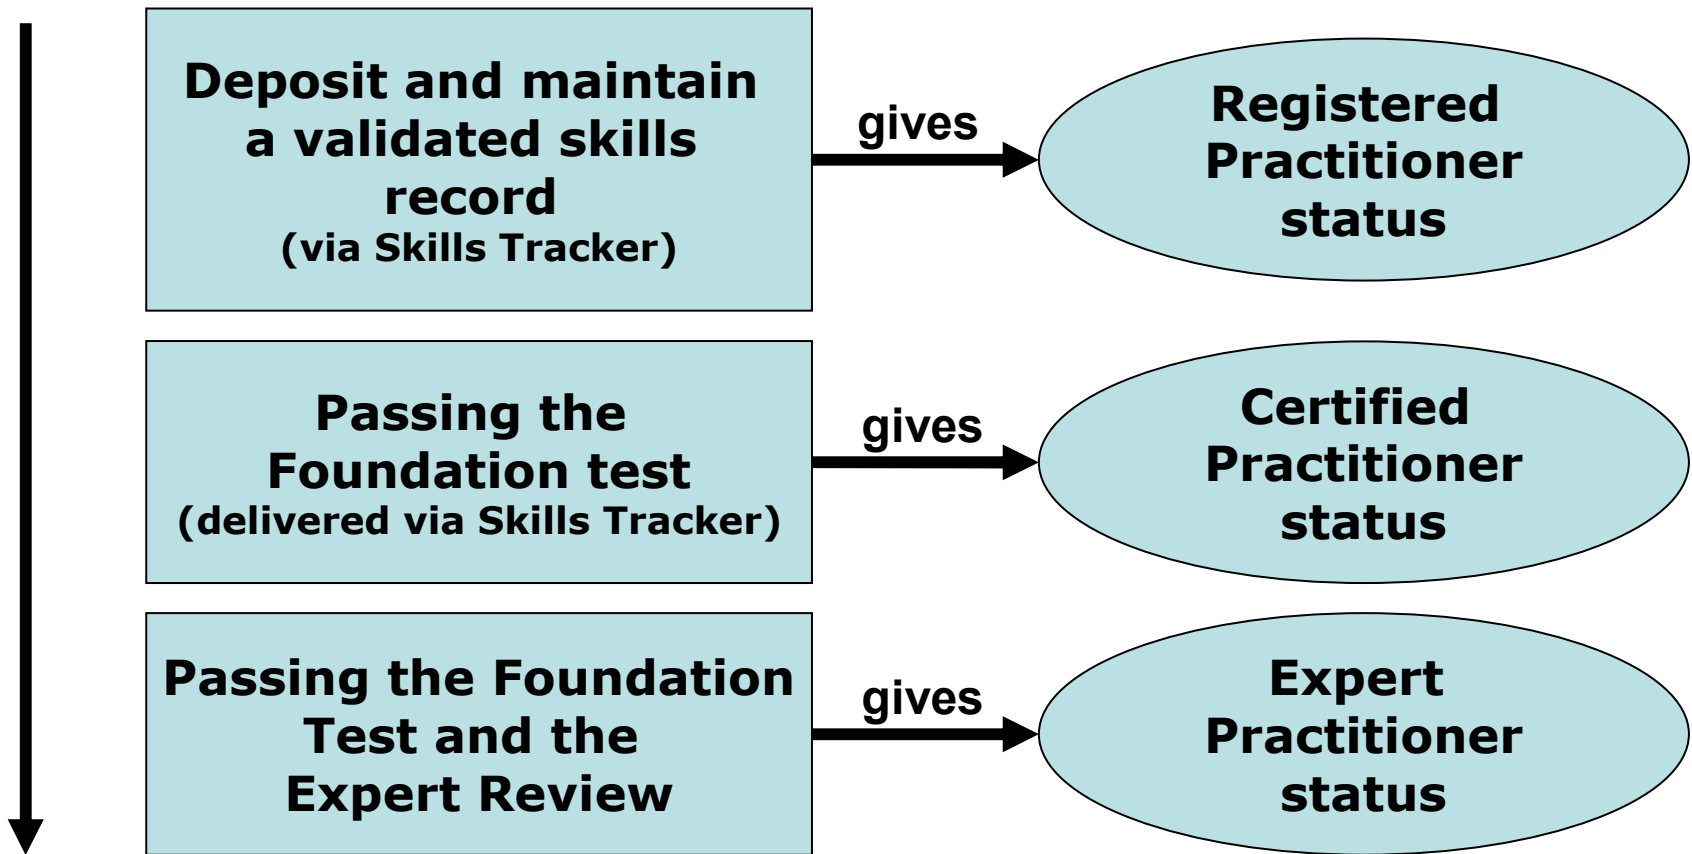 Deposit and maintain
a validated skills
record
(via Skills Tracker)
gives
Registered
Practitioner
status
Passing the
Foundation test
(delivered via Skills Tracker)
gives
Certified
Practitioner
status
Passing the Foundation
Test and the
Expert Review
gives
Expert
Practitioner
status